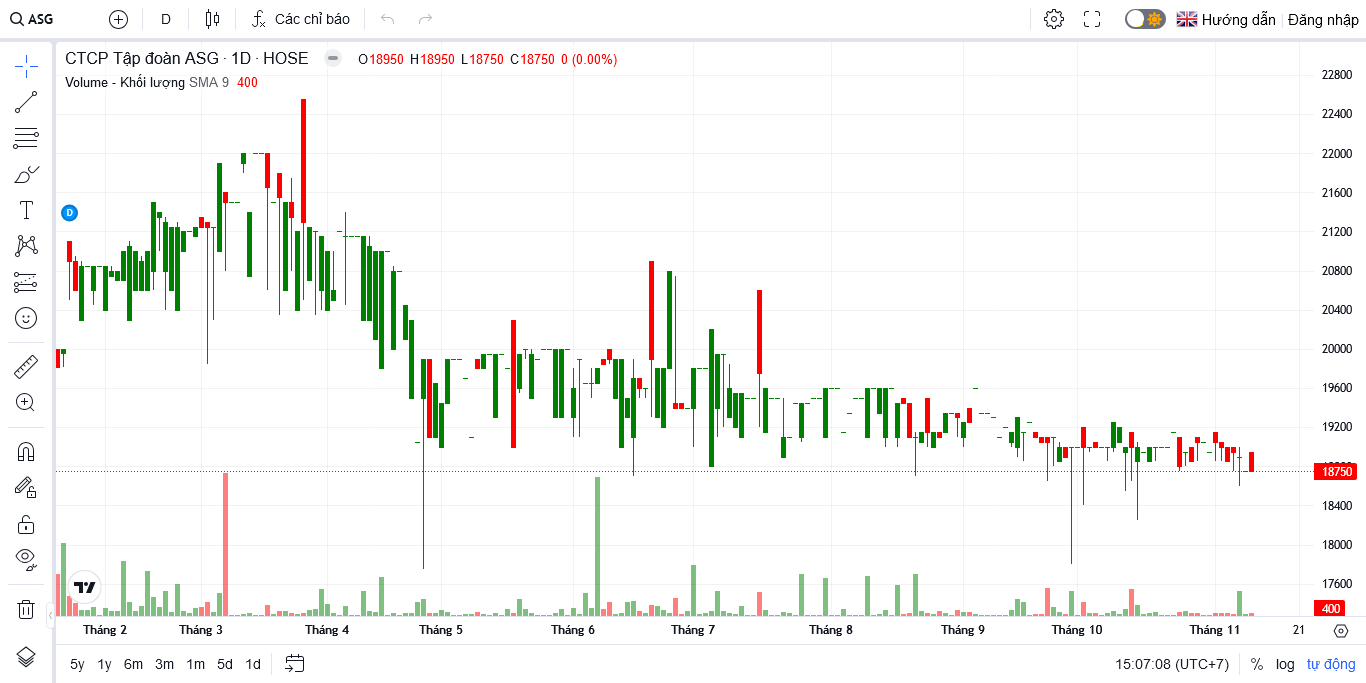 ASG D Các chỉ báo Hướng dẫn Đăng nhập
CTCP Tập đoàn ASG · 1D · HOSE O18950 H18950 L18750 C18750 0 (0.00%)
Volume - Khối lượng SMA 9 400
22800
22400
22000
21600
D
21200
20800
20400
20000
19600
19200
18750
18400
18000
17600
400
Tháng 2 Tháng 3 Tháng 4 Tháng 5 Tháng 6 Tháng 7 Tháng 8 Tháng 9 Tháng 10 Tháng 11 21
5y 1y 6m 3m 1m 5d 1d 15:07:08 (UTC+7) % log tự động